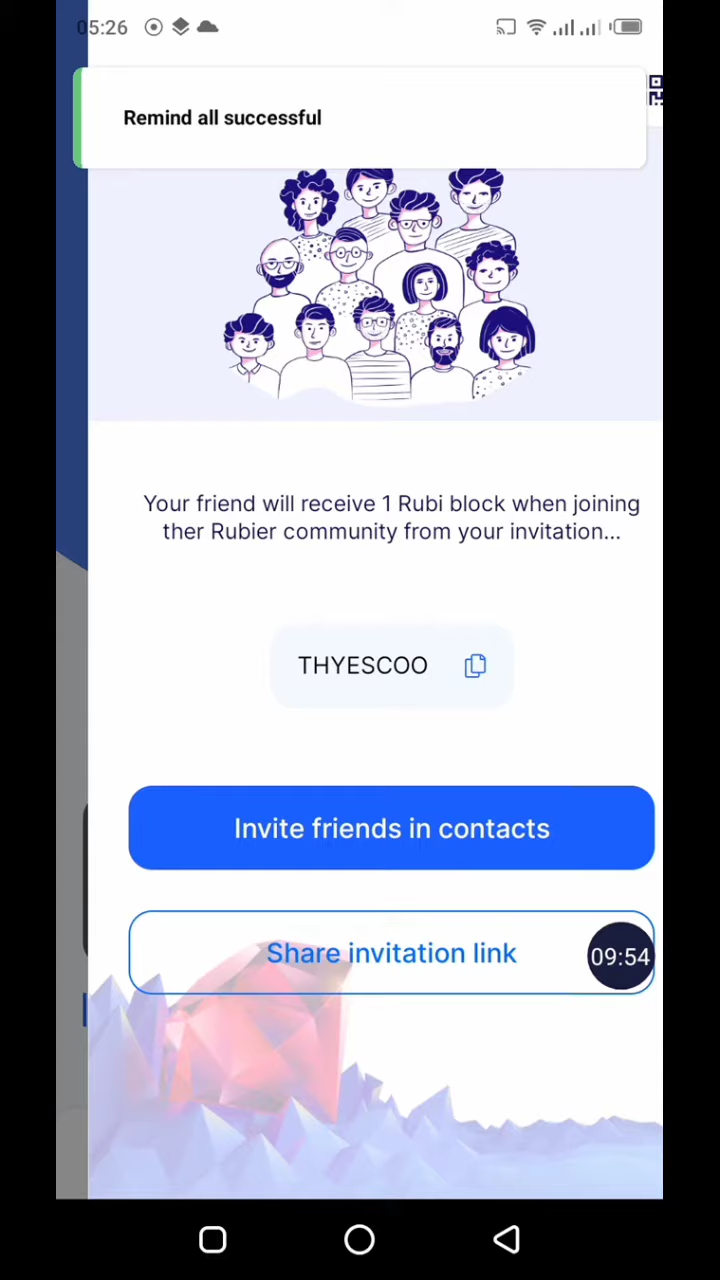 05:26
Remind all successful
Your friend will receive 1 Rubi block when joining
ther Rubier community from your invitation...
THYESCOO
Invite friends in contacts
Share invitation link
09:54